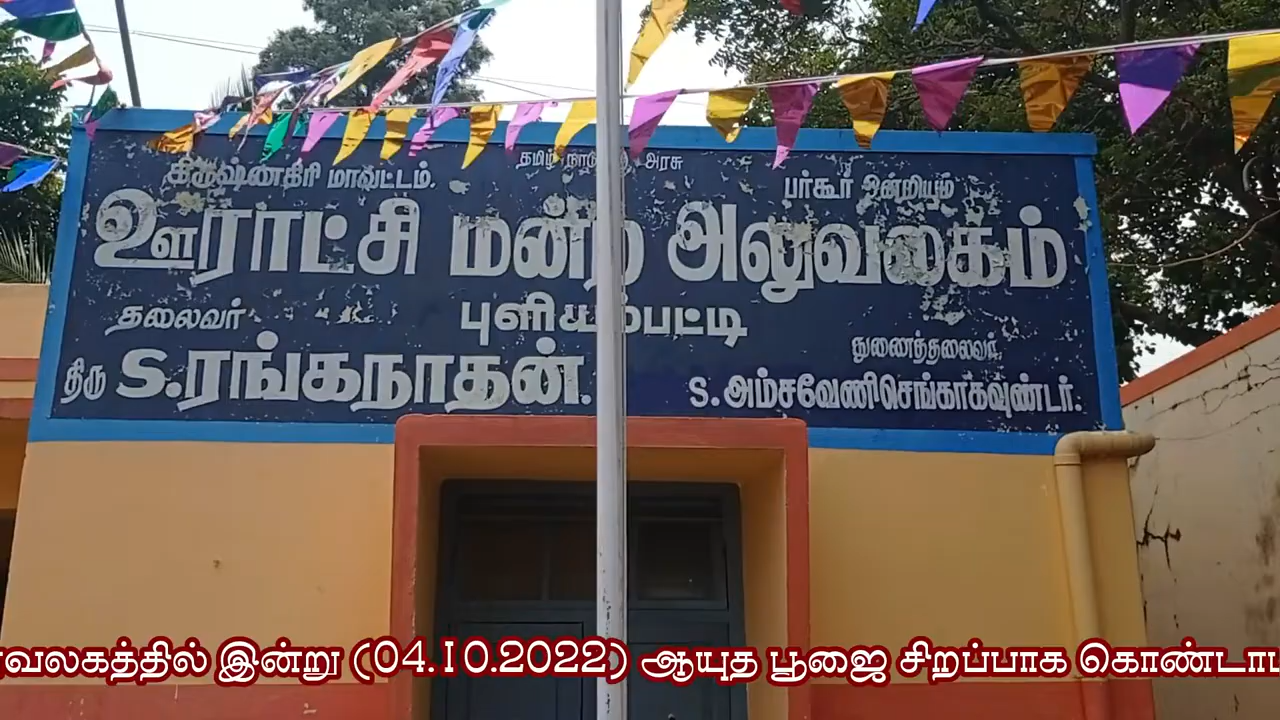 தமிழ் நாடு அரசு
கிருஷ்ணகிரி மாவட்டம். பர்கூர் ஒன்றியம்
ஊராட்சி மன்ற அலுவலகம்
புளியம்பட்டி
தலைவர் துணைத்தலைவர்
திரு S.ரங்கநாதன். S.அம்சவேணிசெங்காகவுண்டர்.
வலகத்தில் இன்று (04.10.2022) ஆயுத பூஜை சிறப்பாக கொண்டா